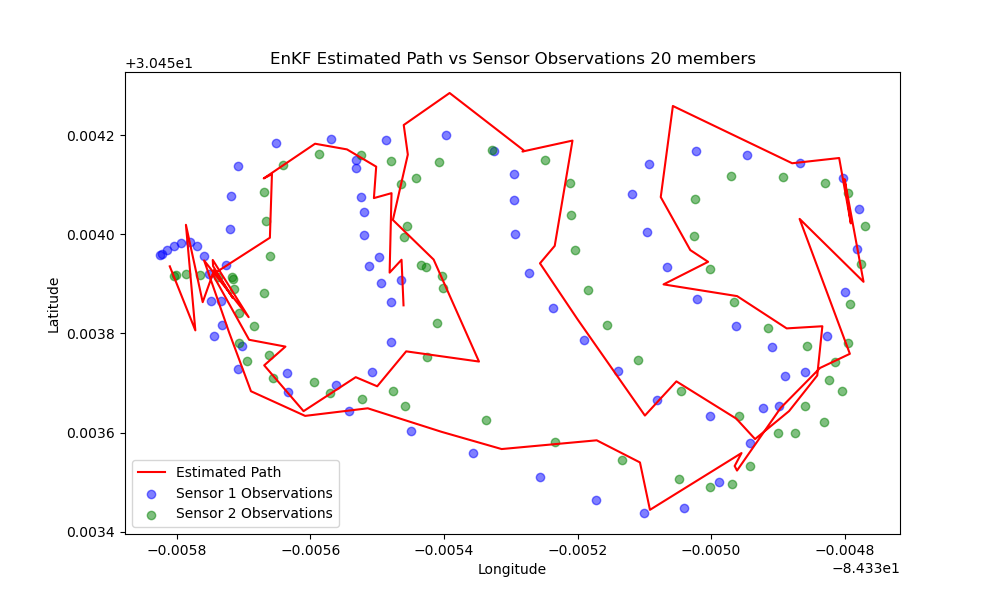 EnKF Estimated Path vs Sensor Observations 20 members
+3.045e1
0.0042
0.0040
0.0038
0.0036
0.0034
Latitude
Estimated Path
Sensor 1 Observations
Sensor 2 Observations
−0.0058 −0.0056 −0.0054 −0.0052 −0.0050 −0.0048
Longitude
−8.433e1